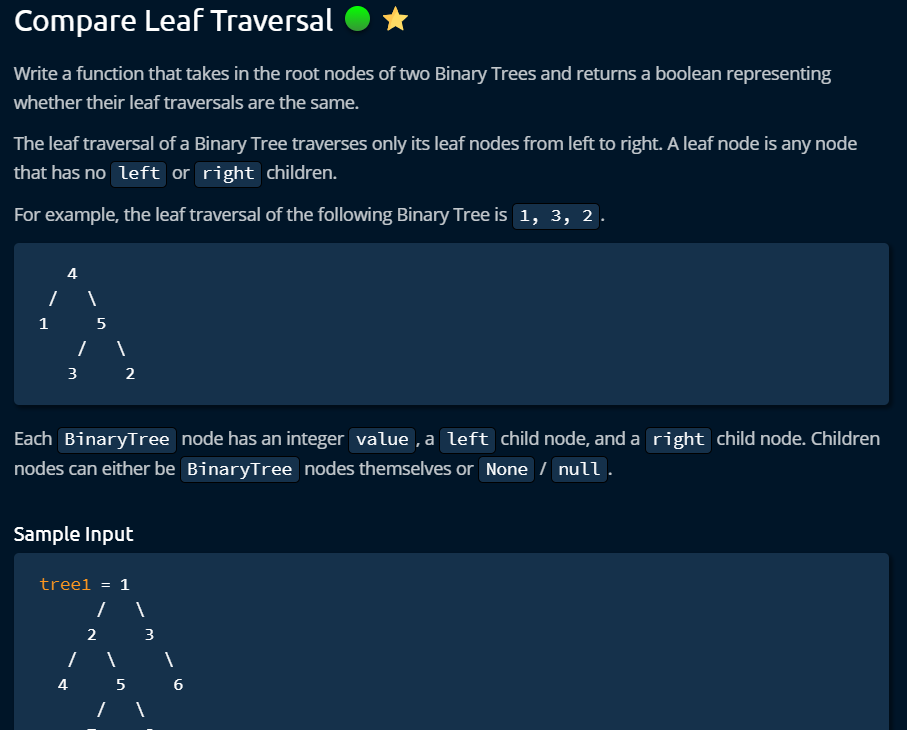 Compare Leaf Traversal
Write a function that takes in the root nodes of two Binary Trees and returns a boolean representing
whether their leaf traversals are the same.
The leaf traversal of a Binary Tree traverses only its leaf nodes from left to right. A leaf node is any node
that has no left or right children.
For example, the leaf traversal of the following Binary Tree is 1, 3, 2 .
4
/ \
1 5
/ \
3 2
Each BinaryTree node has an integer value , a left child node, and a right child node. Children
nodes can either be BinaryTree nodes themselves or None / null .
Sample Input
tree1 = 1
/ \
2 3
/ \ \
4 5 6
/ \